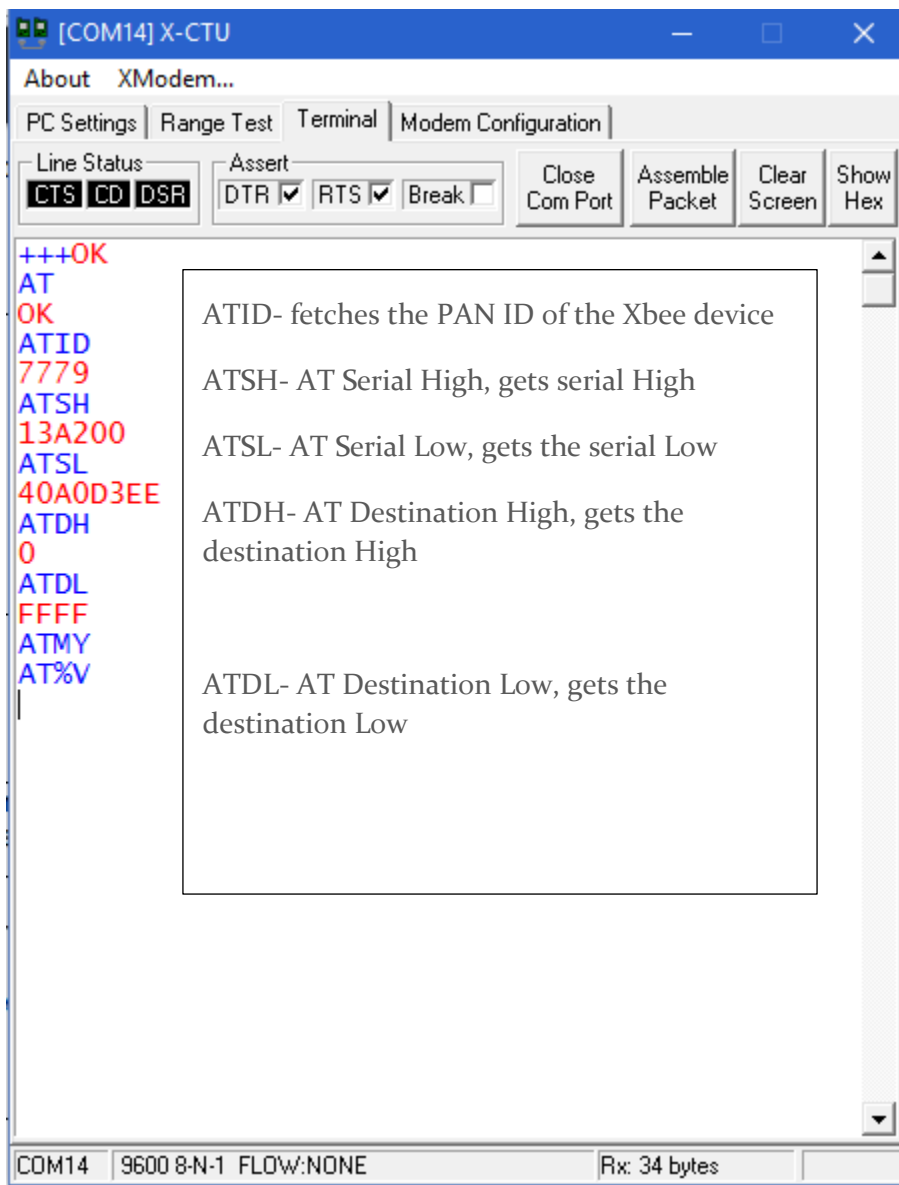 [COM14] X-CTU
About XModem...
PC Settings Range Test Terminal Modem Configuration
Line Status Assert
CTS CD DSR DTR RTS Break
Close
Com Port
Assemble
Packet
Clear
Screen
Show
Hex
+++OK
AT
OK
ATID
7779
ATSH
13A200
ATSL
40A0D3EE
ATDH
0
ATDL
FFFF
ATMY
AT%V
ATID- fetches the PAN ID of the Xbee device
ATSH- AT Serial High, gets serial High
ATSL- AT Serial Low, gets the serial Low
ATDH- AT Destination High, gets the
destination High
ATDL- AT Destination Low, gets the
destination Low
COM14 9600 8-N-1 FLOW:NONE Rx: 34 bytes